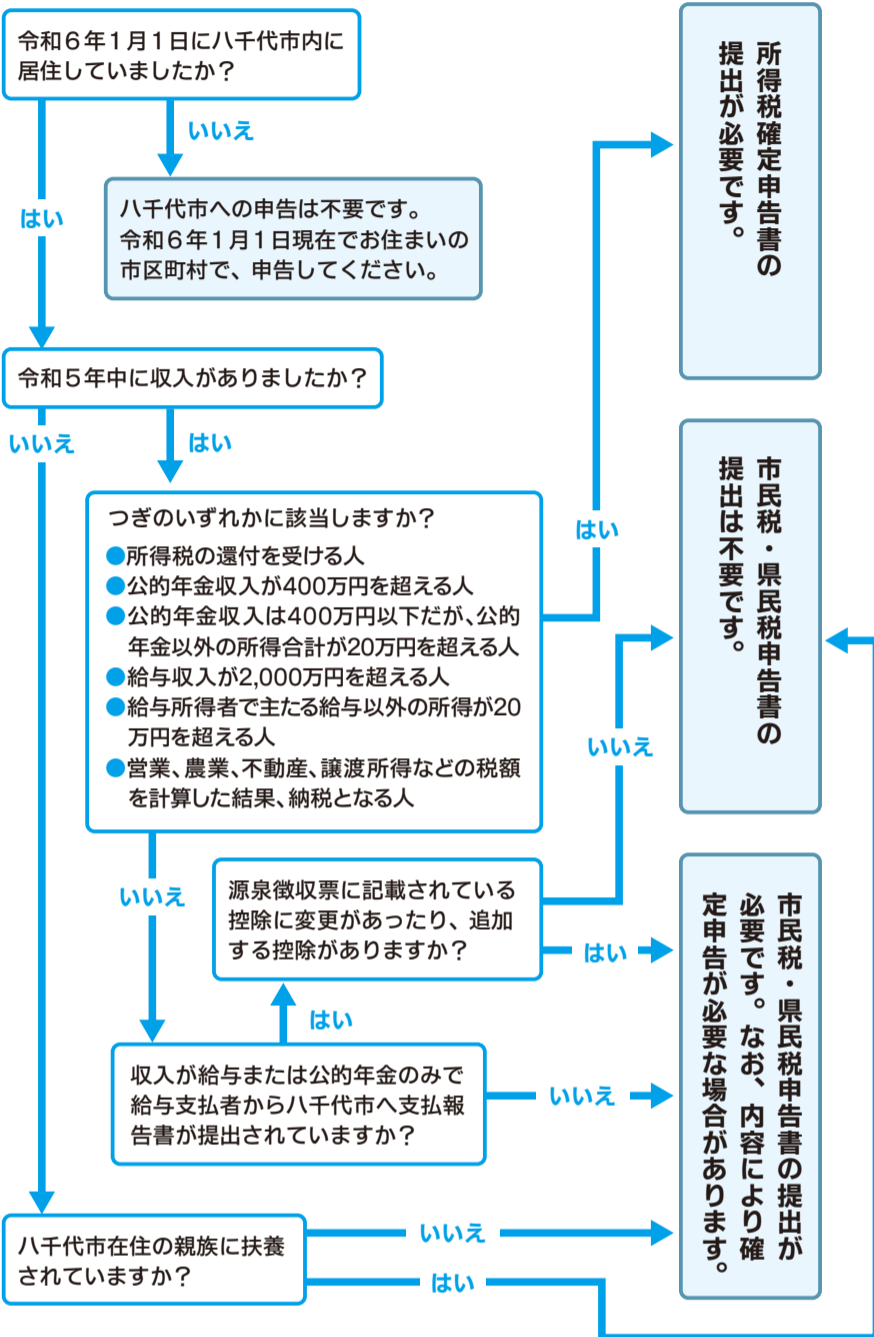 令和６年１月１日に八千代市内に
居住していましたか？
いいえ
はい
八千代市への申告は不要です。
令和６年１月１日現在でお住まいの
市区町村で、申告してください。
令和５年中に収入がありましたか？
いいえ
はい
つぎのいずれかに該当しますか？
●所得税の還付を受ける人
●公的年金収入が400万円を超える人
●公的年金収入は400万円以下だが、公的
年金以外の所得合計が20万円を超える人
●給与収入が2,000万円を超える人
●給与所得者で主たる給与以外の所得が20
万円を超える人
●営業、農業、不動産、譲渡所得などの税額
を計算した結果、納税となる人
はい
所得税確定申告書の
提出が必要です。
いいえ
源泉徴収票に記載されている
控除に変更があったり、追加
する控除がありますか？
いいえ
市民税・県民税申告書の
提出は不要です。
はい
はい
収入が給与または公的年金のみで
給与支払者から八千代市へ支払報
告書が提出されていますか？
いいえ
市民税・県民税申告書の提出が
必要です。なお、内容により確
定申告が必要な場合があります。
八千代市在住の親族に扶養
されていますか？
いいえ
はい